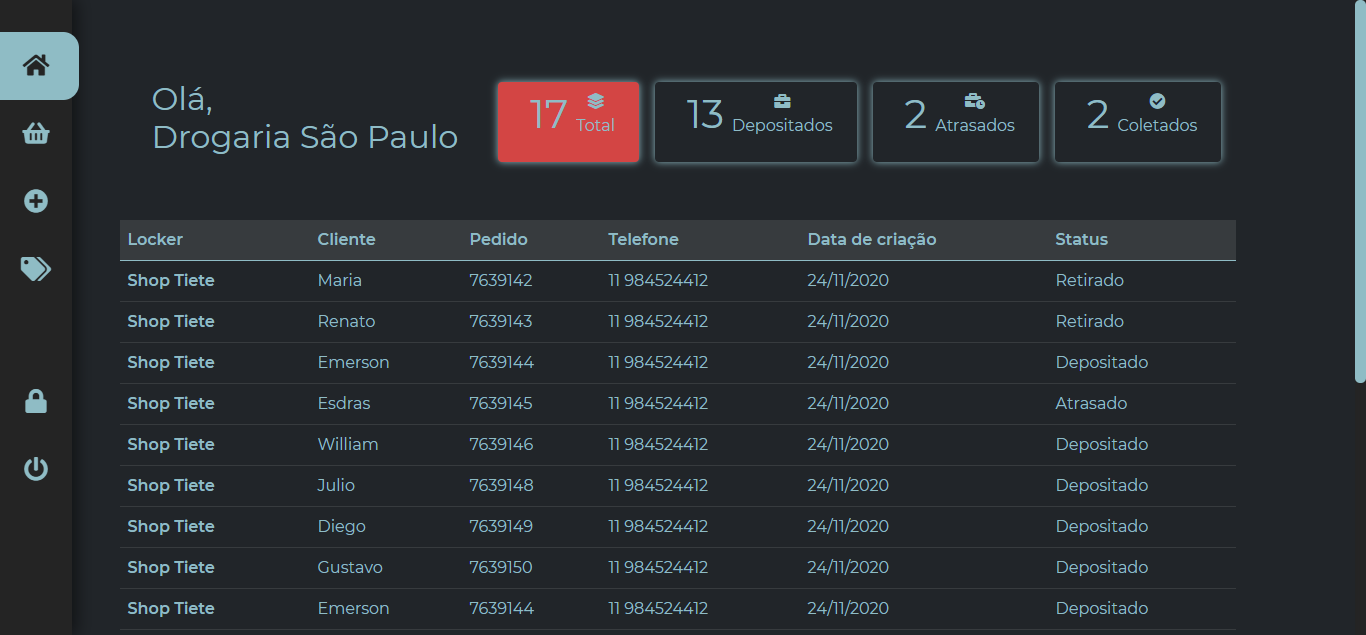 Olá,
Drogaria São Paulo
17 Total
13 Depositados
2 Atrasados
2 Coletados
Locker Cliente Pedido Telefone Data de criação Status
Shop Tiete Maria 7639142 11 984524412 24/11/2020 Retirado
Shop Tiete Renato 7639143 11 984524412 24/11/2020 Retirado
Shop Tiete Emerson 7639144 11 984524412 24/11/2020 Depositado
Shop Tiete Esdras 7639145 11 984524412 24/11/2020 Atrasado
Shop Tiete William 7639146 11 984524412 24/11/2020 Depositado
Shop Tiete Julio 7639148 11 984524412 24/11/2020 Depositado
Shop Tiete Diego 7639149 11 984524412 24/11/2020 Depositado
Shop Tiete Gustavo 7639150 11 984524412 24/11/2020 Depositado
Shop Tiete Emerson 7639144 11 984524412 24/11/2020 Depositado